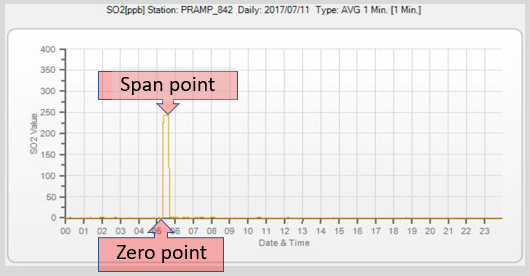 SO2[ppb] Station: PRAMP_842 Daily: 2017/07/11 Type: AVG 1 Min. [1 Min.]
400
350
300
250
200
150
100
50
0
SO2 Value
Span point
00 01 02 03 04 05 06 07 08 09 10 11 12 13 14 15 16 17 18 19 20 21 22 23
Zero point
Date & Time